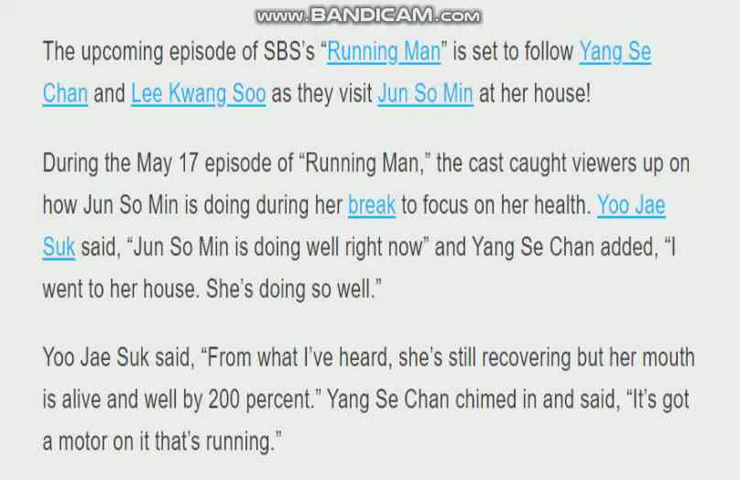 www.BANDICAM.com
The upcoming episode of SBS’s “Running Man” is set to follow Yang Se
Chan and Lee Kwang Soo as they visit Jun So Min at her house!
During the May 17 episode of “Running Man,” the cast caught viewers up on
how Jun So Min is doing during her break to focus on her health. Yoo Jae
Suk said, “Jun So Min is doing well right now” and Yang Se Chan added, “I
went to her house. She’s doing so well.”
Yoo Jae Suk said, “From what I’ve heard, she’s still recovering but her mouth
is alive and well by 200 percent.” Yang Se Chan chimed in and said, “It’s got
a motor on it that’s running.”